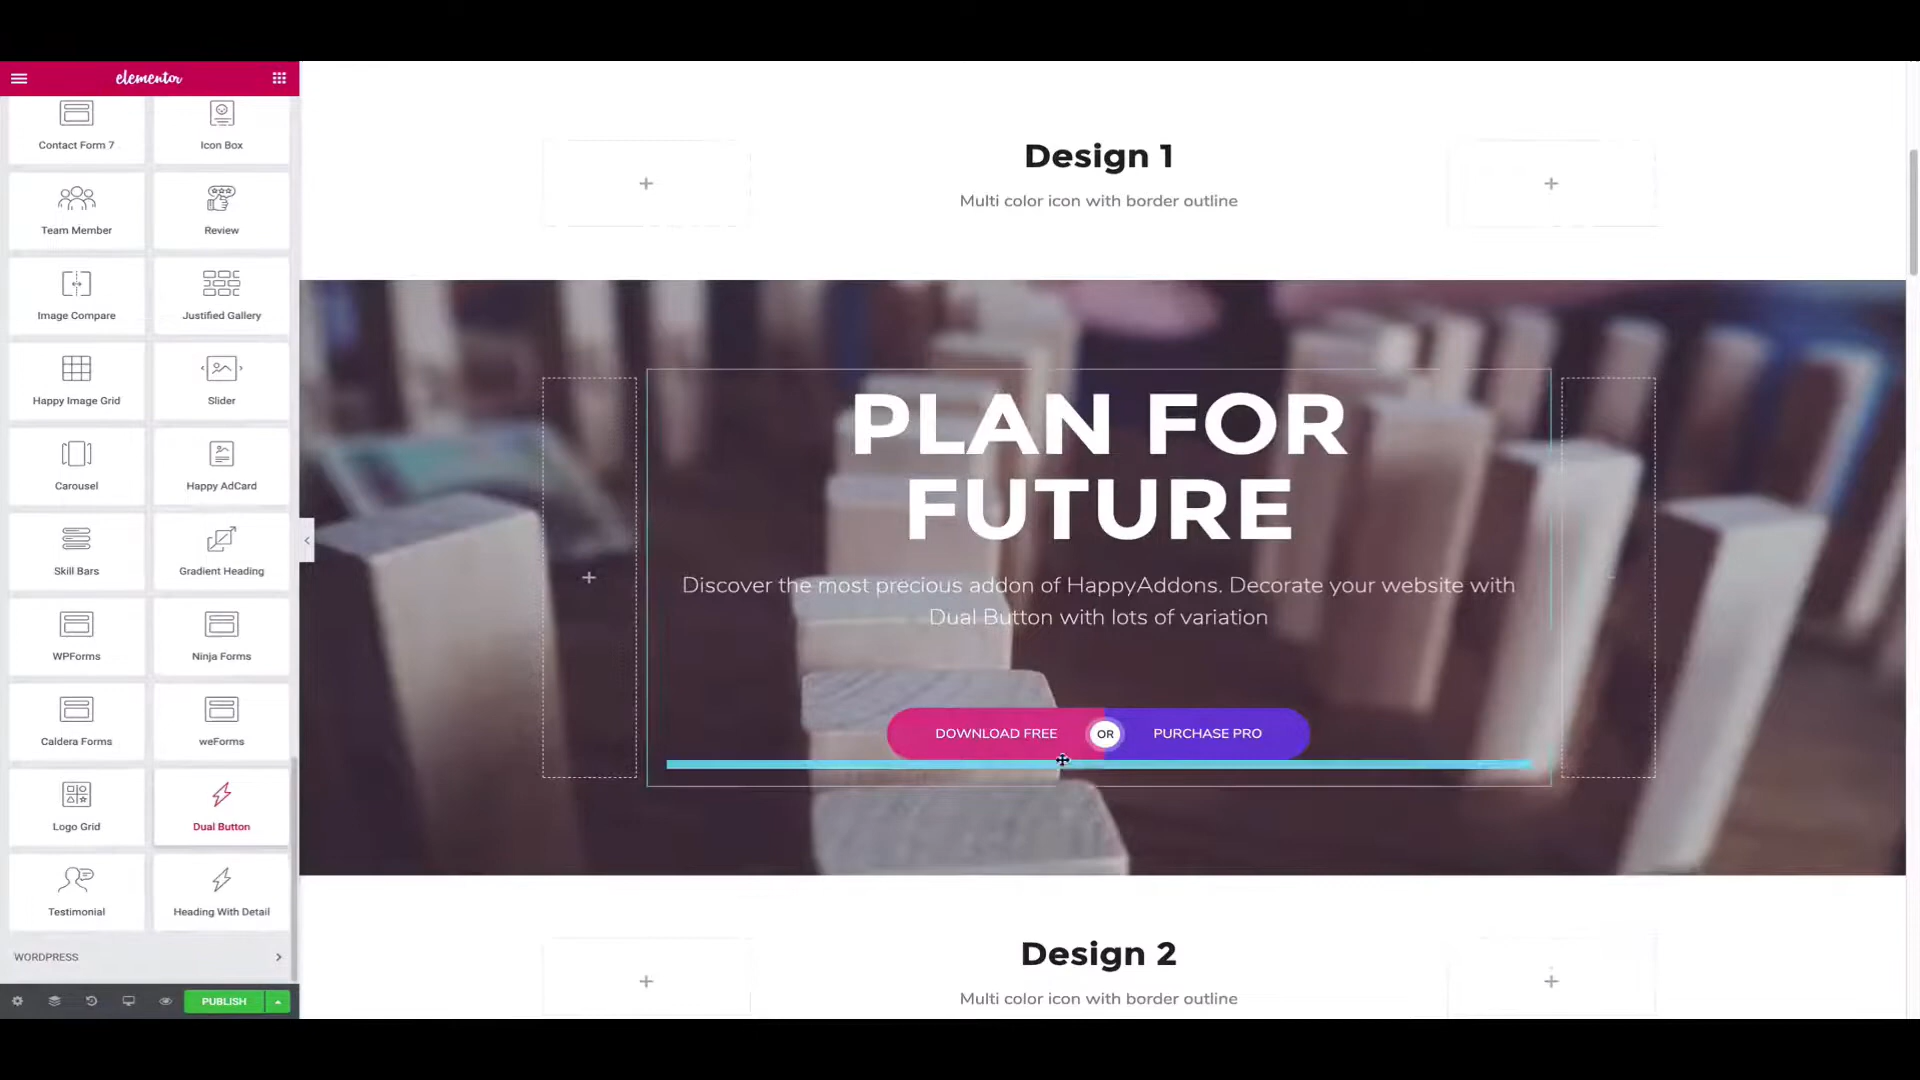 elementor
Contact Form 7
Icon Box
Team Member
Review
Image Compare
Justified Gallery
Happy Image Grid
Slider
Carousel
Happy AdCard
Skill Bars
Gradient Heading
WPForms
Ninja Forms
Caldera Forms
weForms
Logo Grid
Dual Button
Testimonial
Heading With Detail
WORDPRESS
PUBLISH
Design 1
Multi color icon with border outline
PLAN FOR
FUTURE
Discover the most precious addon of HappyAddons. Decorate your website with
Dual Button with lots of variation
DOWNLOAD FREE OR PURCHASE PRO
Design 2
Multi color icon with border outline